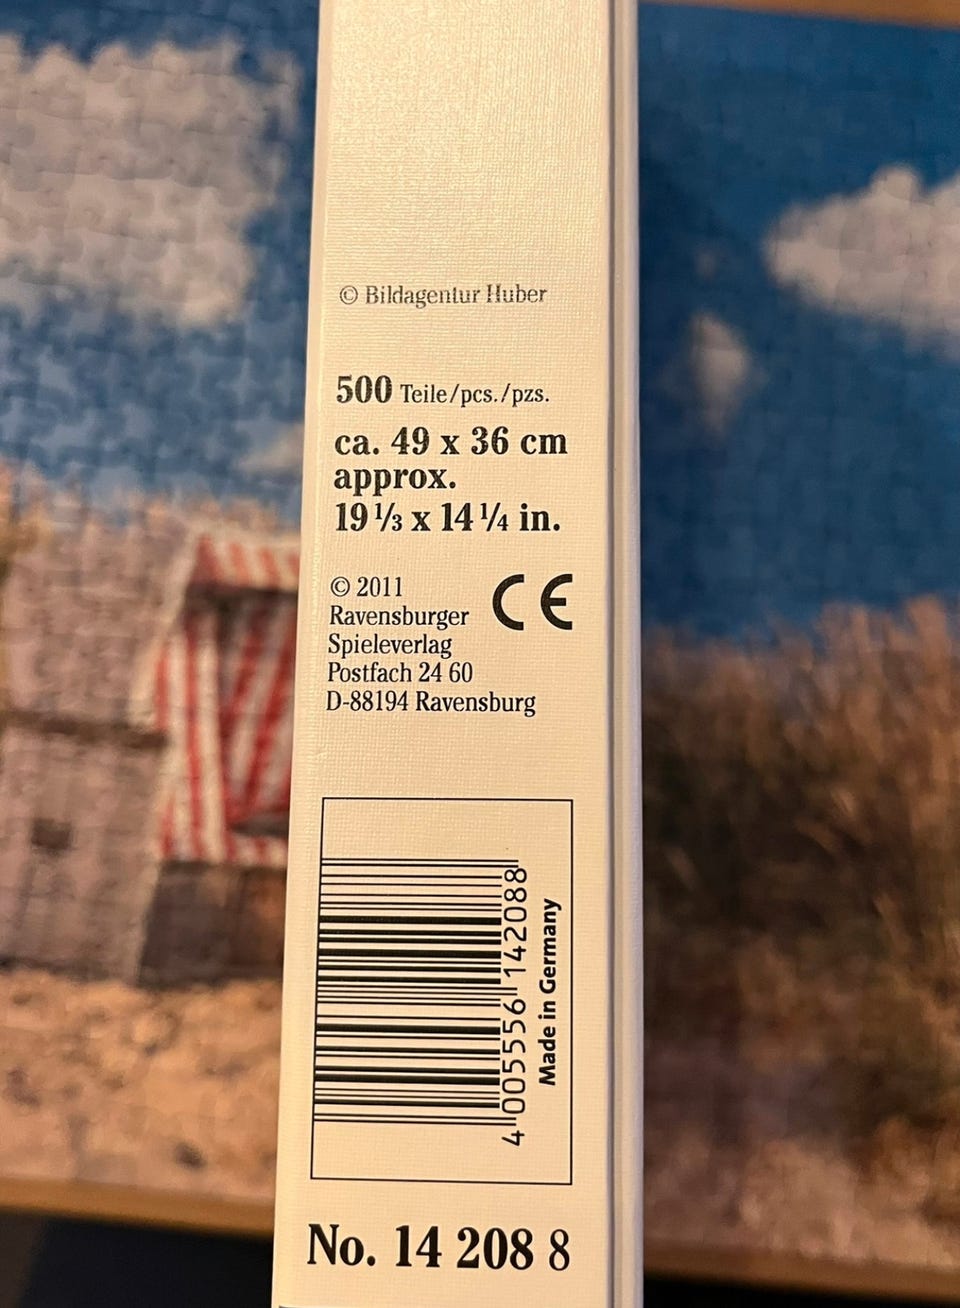 © Bildagentur Huber
500 Teile/pcs./pzs.
ca. 49 x 36 cm
approx.
19 1/3 x 14 1/4 in.
© 2011
Ravensburger
Spieleverlag
Postfach 24 60
D-88194 Ravensburg
CE
4 005556 142088
Made in Germany
No. 14 208 8